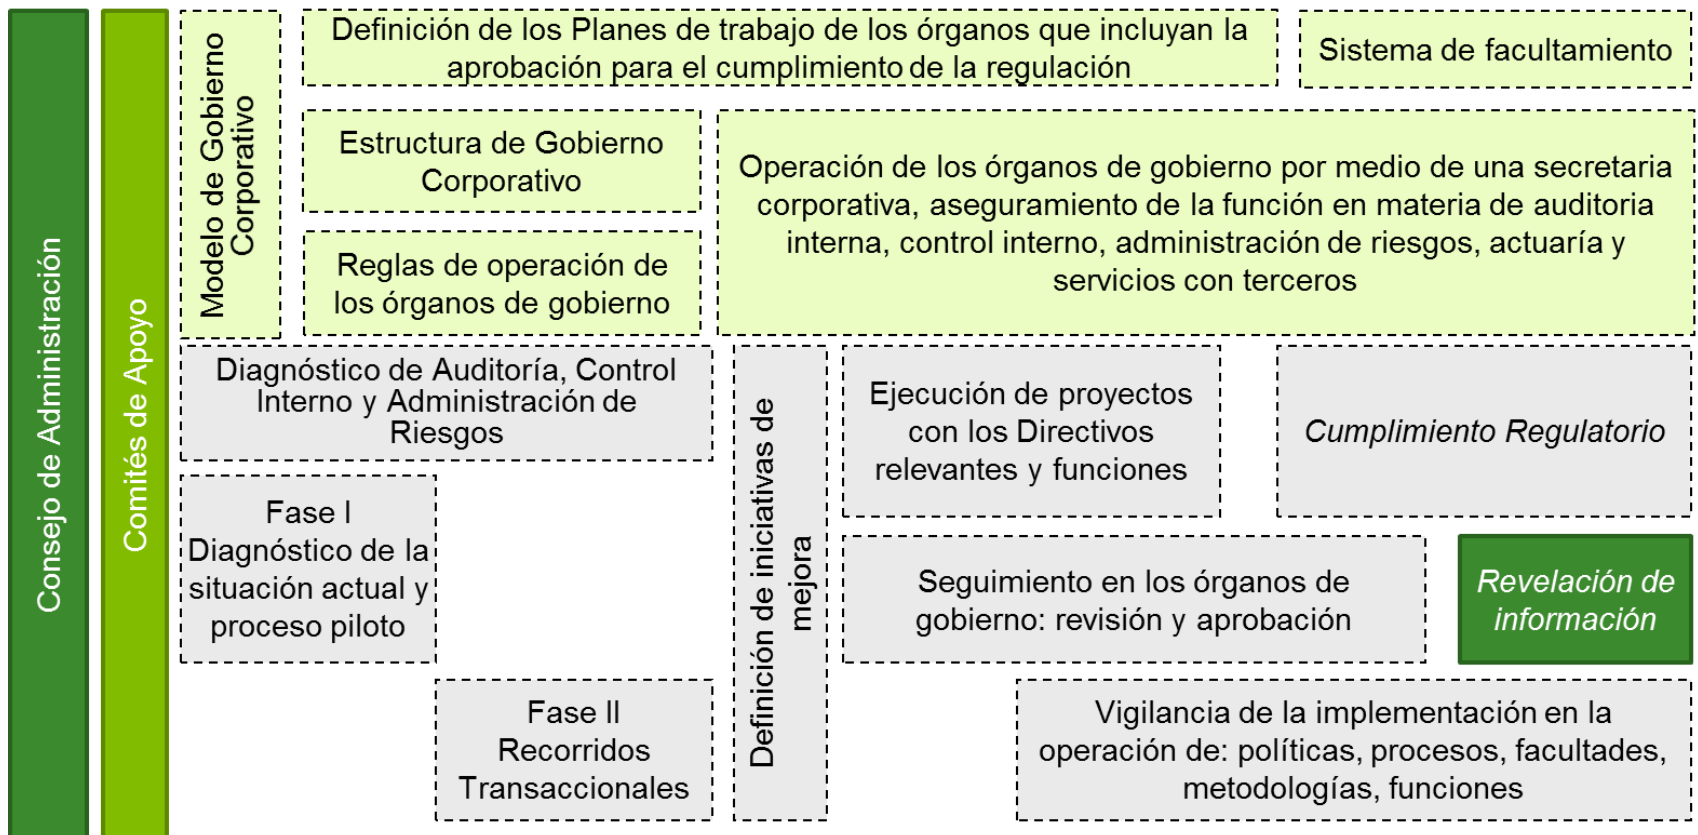 Consejo de Administración
Comités de Apoyo
Modelo de Gobierno
Corporativo
Definición de los Planes de trabajo de los órganos que incluyan la
aprobación para el cumplimiento de la regulación
Sistema de facultamiento
Estructura de Gobierno
Corporativo
Reglas de operación de
los órganos de gobierno
Operación de los órganos de gobierno por medio de una secretaria
corporativa, aseguramiento de la función en materia de auditoria
interna, control interno, administración de riesgos, actuaría y
servicios con terceros
Diagnóstico de Auditoría, Control
Interno y Administración de
Riesgos
Fase I
Diagnóstico de la
situación actual y
proceso piloto
Fase II
Recorridos
Transaccionales
Definición de iniciativas de
mejora
Ejecución de proyectos
con los Directivos
relevantes y funciones
Cumplimiento Regulatorio
Seguimiento en los órganos de
gobierno: revisión y aprobación
Revelación de
información
Vigilancia de la implementación en la
operación de: políticas, procesos, facultades,
metodologías, funciones